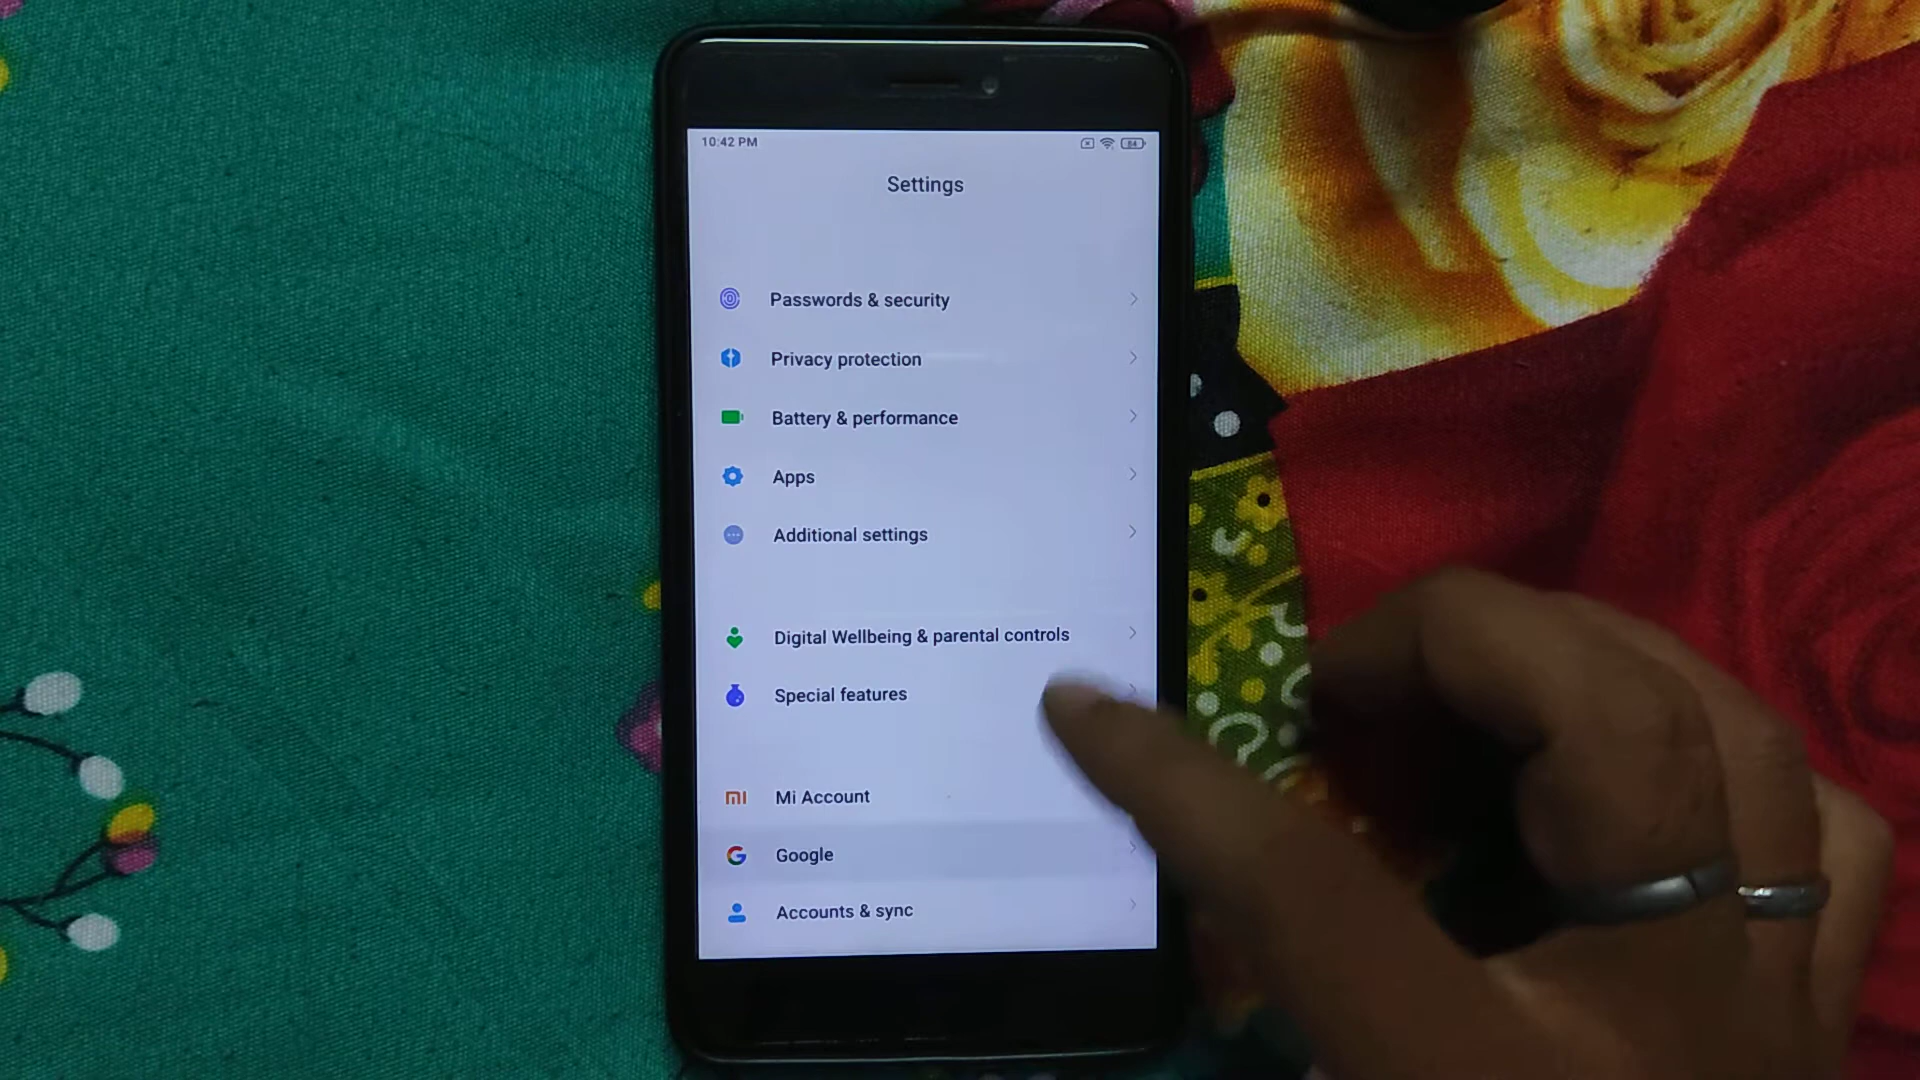 10:42 PM
84
Settings
Passwords & security
Privacy protection
Battery & performance
Apps
Additional settings
Digital Wellbeing & parental controls
Special features
Mi Account
Google
Accounts & sync